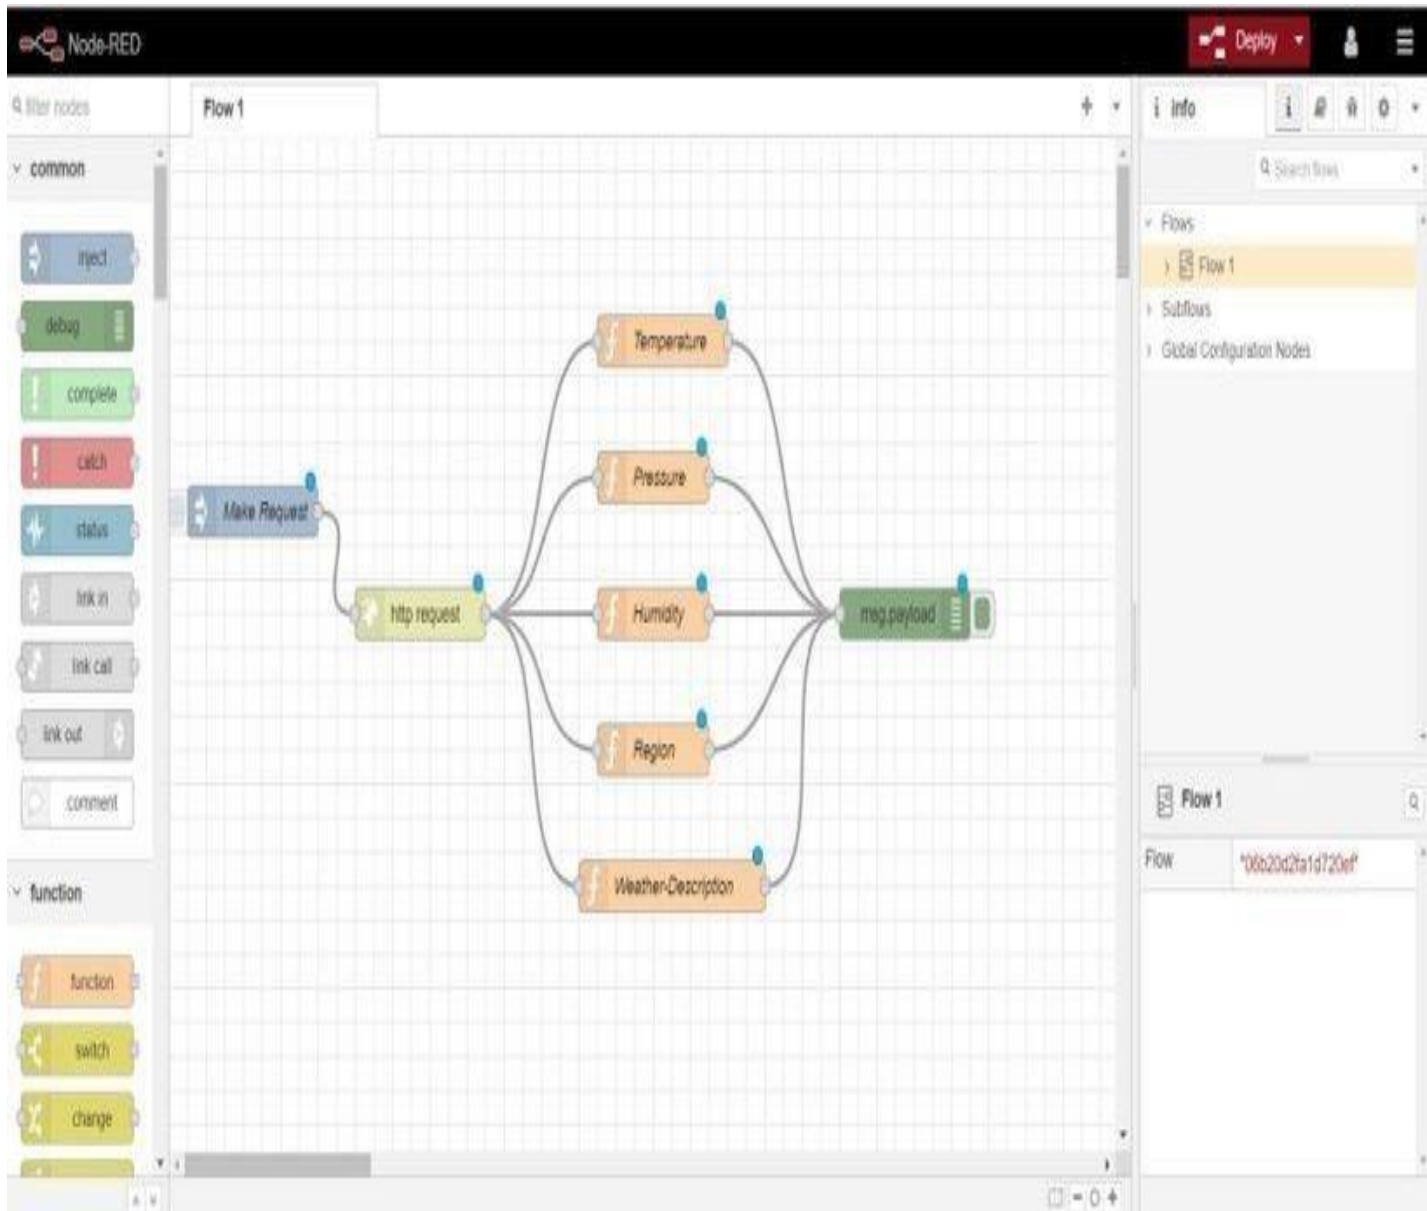 Node-RED
Deploy
filter nodes
Flow 1
i info
Search flows
common
inject
debug
complete
catch
status
link in
link call
link out
comment
function
function
switch
change
Make Request
http request
Temperature
Pressure
Humidity
Region
Weather-Description
msg.payload
Flows
Flow 1
Subflows
Global Configuration Nodes
Flow 1
Flow "06b20d2fa1d720ef"